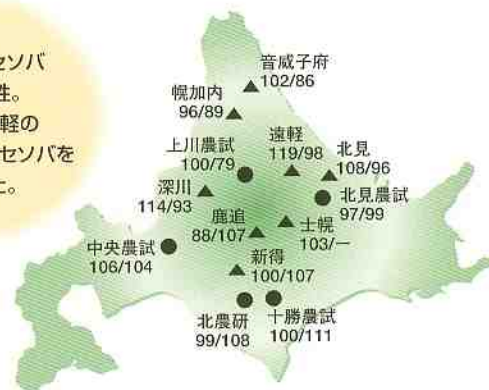 セソバ
性。
軽の
セソバを
た。
音威子府
102/86
幌加内
96/89
上川農試
100/79
遠軽
119/98
北見
108/96
深川
114/93
北見農試
97/99
鹿追
88/107
士幌
103/ー
中央農試
106/104
新得
100/107
北農研
99/108
十勝農試
100/111